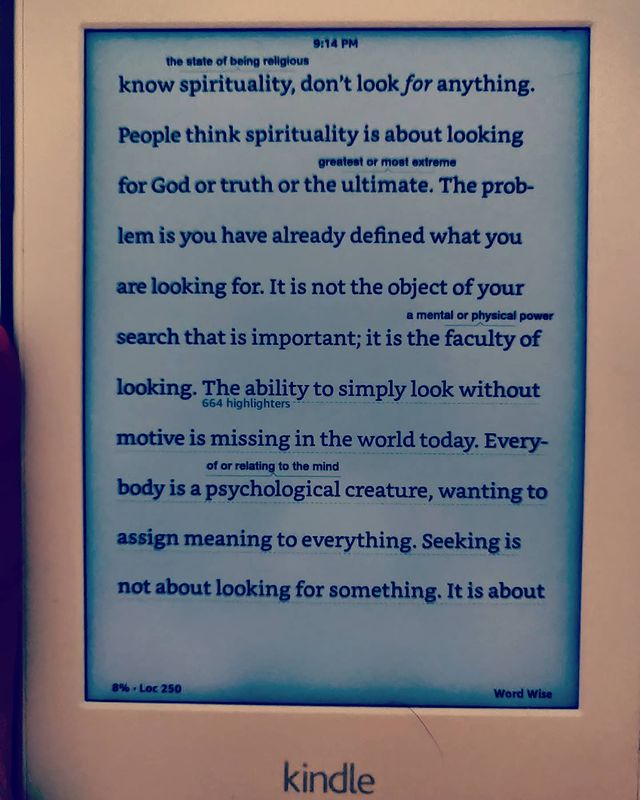 9:14 PM
the state of being religious
know spirituality, don't look for anything.
People think spirituality is about looking
greatest or most extreme
for God or truth or the ultimate. The prob-
lem is you have already defined what you
are looking for. It is not the object of your
a mental or physical power
search that is important; it is the faculty of
looking. The ability to simply look without
664 highlighters
motive is missing in the world today. Every-
of or relating to the mind
body is a psychological creature, wanting to
assign meaning to everything. Seeking is
not about looking for something. It is about
8% · Loc 250 Word Wise
kindle